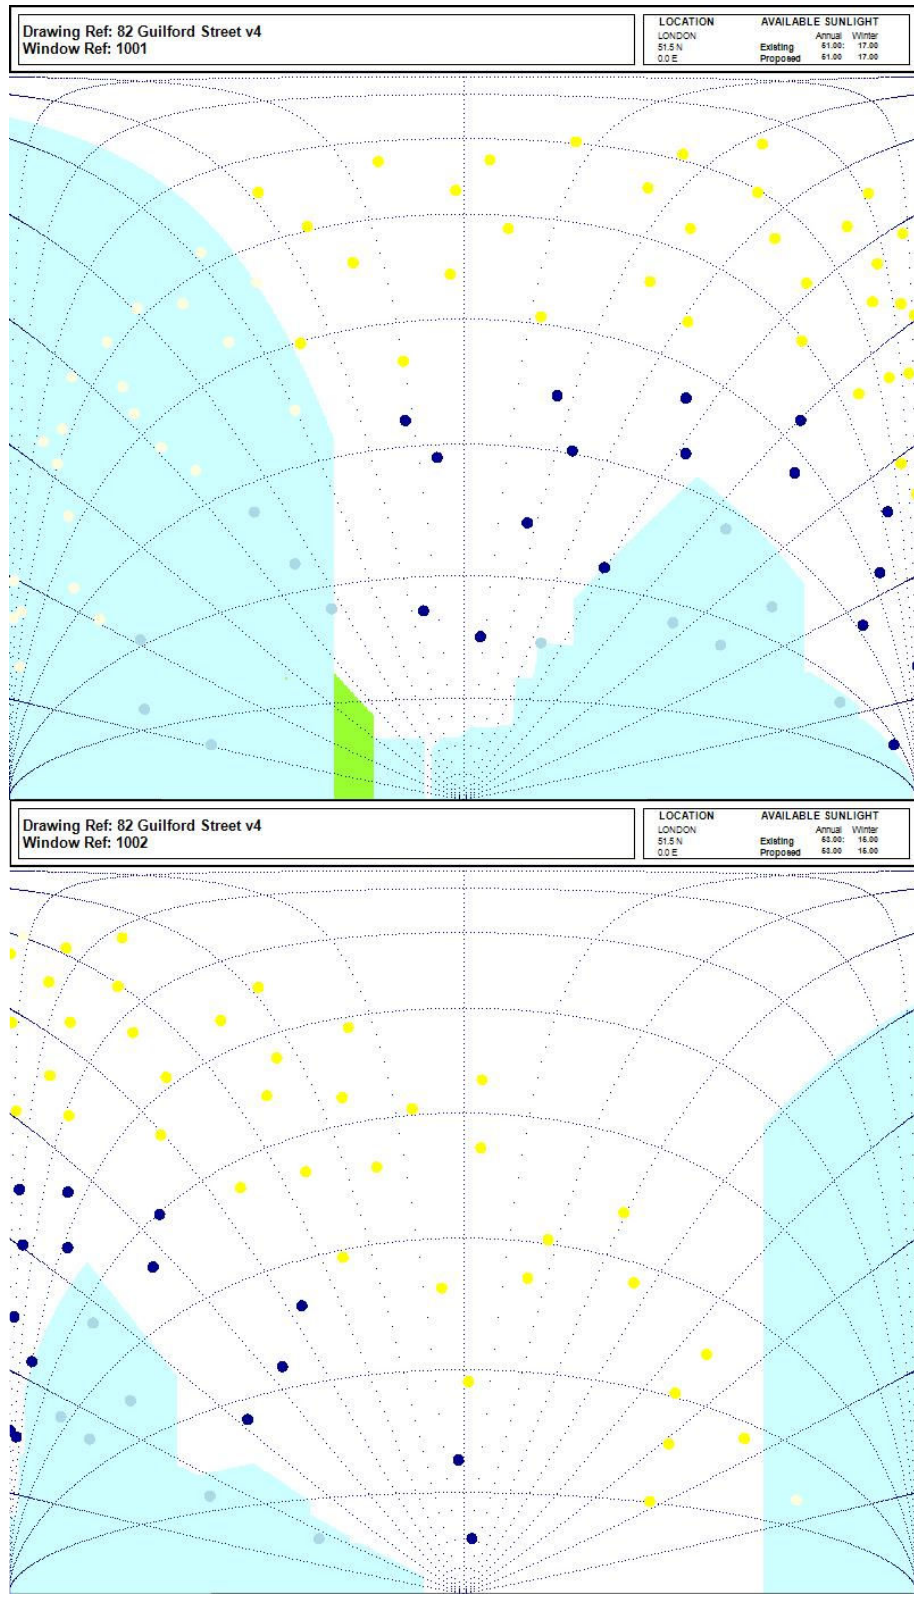 Drawing Ref: 82 Guilford Street v4
Window Ref: 1001
LOCATION AVAILABLE SUNLIGHT
LONDON Annual Winter
51.5 N Existing 61.00: 17.00
0.0 E Proposed 61.00 17.00
Drawing Ref: 82 Guilford Street v4
Window Ref: 1002
LOCATION AVAILABLE SUNLIGHT
LONDON Annual Winter
51.5 N Existing 53.00: 15.00
0.0 E Proposed 53.00 15.00